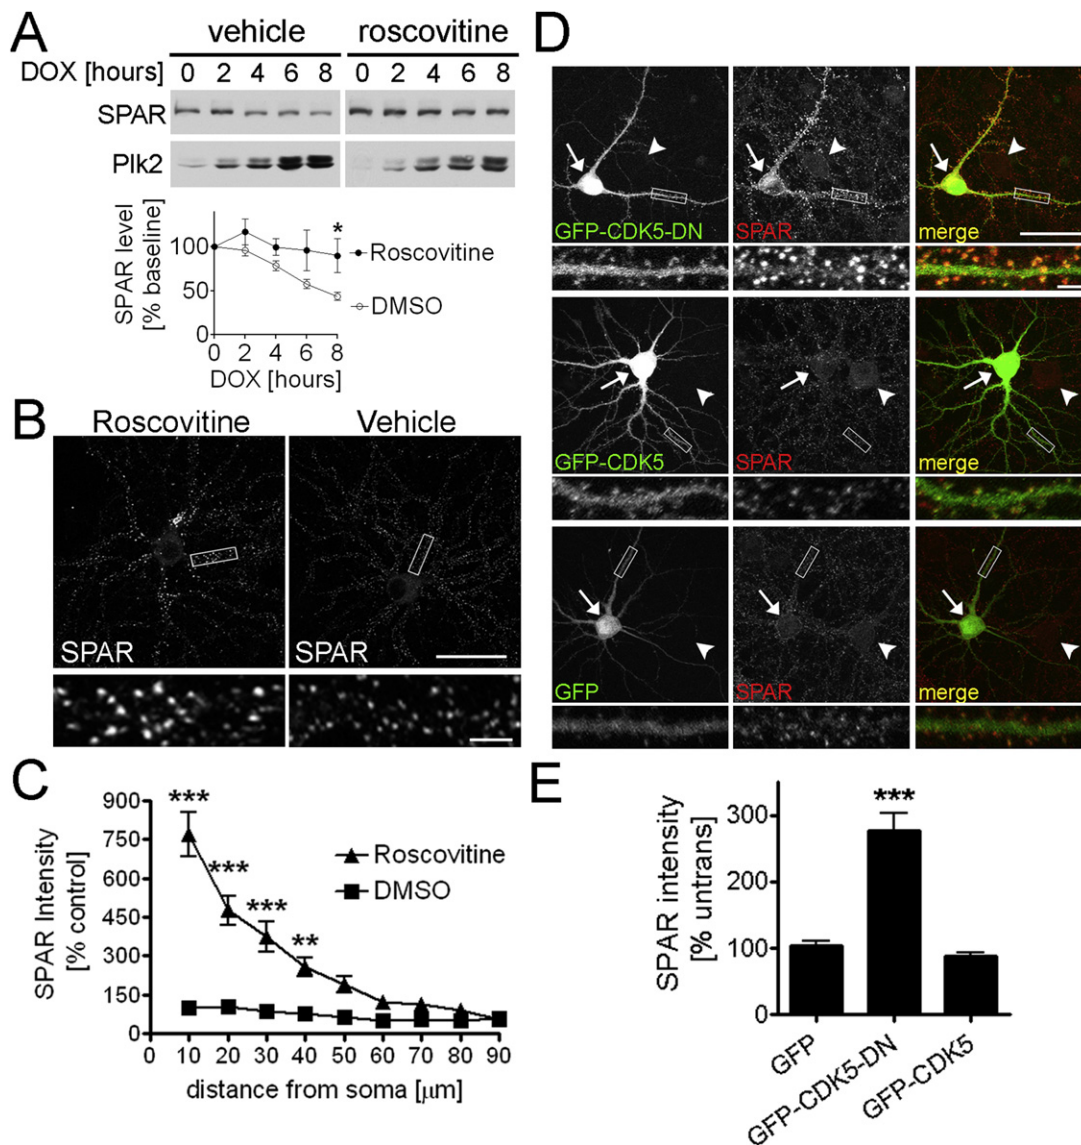 A
vehicle roscovitine
DOX [hours] 0 2 4 6 8 0 2 4 6 8
SPAR
Plk2
SPAR level
[% baseline]
100
50
0
*
Roscovitine
DMSO
0 2 4 6 8
DOX [hours]
B
Roscovitine Vehicle
SPAR SPAR
C
SPAR Intensity
[% control]
900
750
600
450
300
150
0
***
***
***
**
Roscovitine
DMSO
0 10 20 30 40 50 60 70 80 90
distance from soma [μm]
D
GFP-CDK5-DN SPAR merge
GFP-CDK5 SPAR merge
GFP SPAR merge
E
SPAR intensity
[% untrans]
300
200
100
0
***
GFP
GFP-CDK5-DN
GFP-CDK5